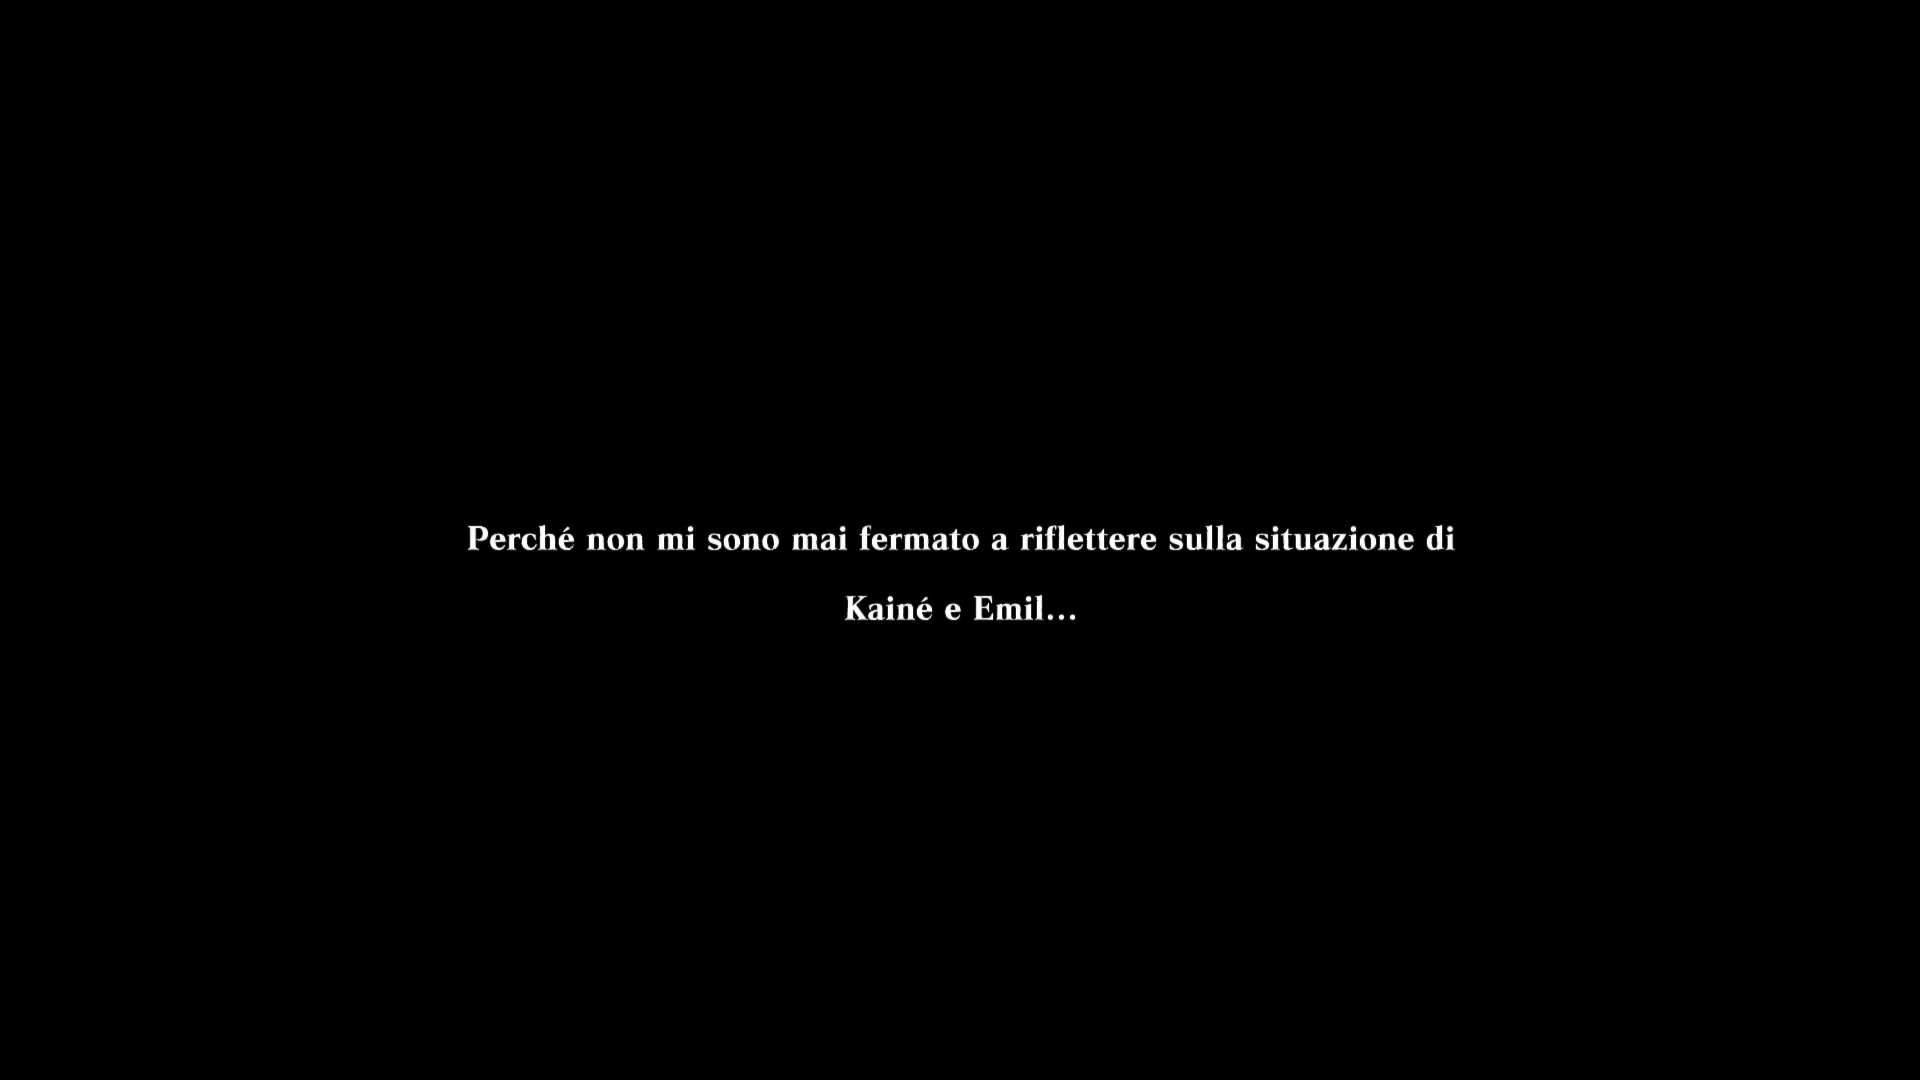 Perché non mi sono mai fermato a riflettere sulla situazione di
Kainé e Emil...